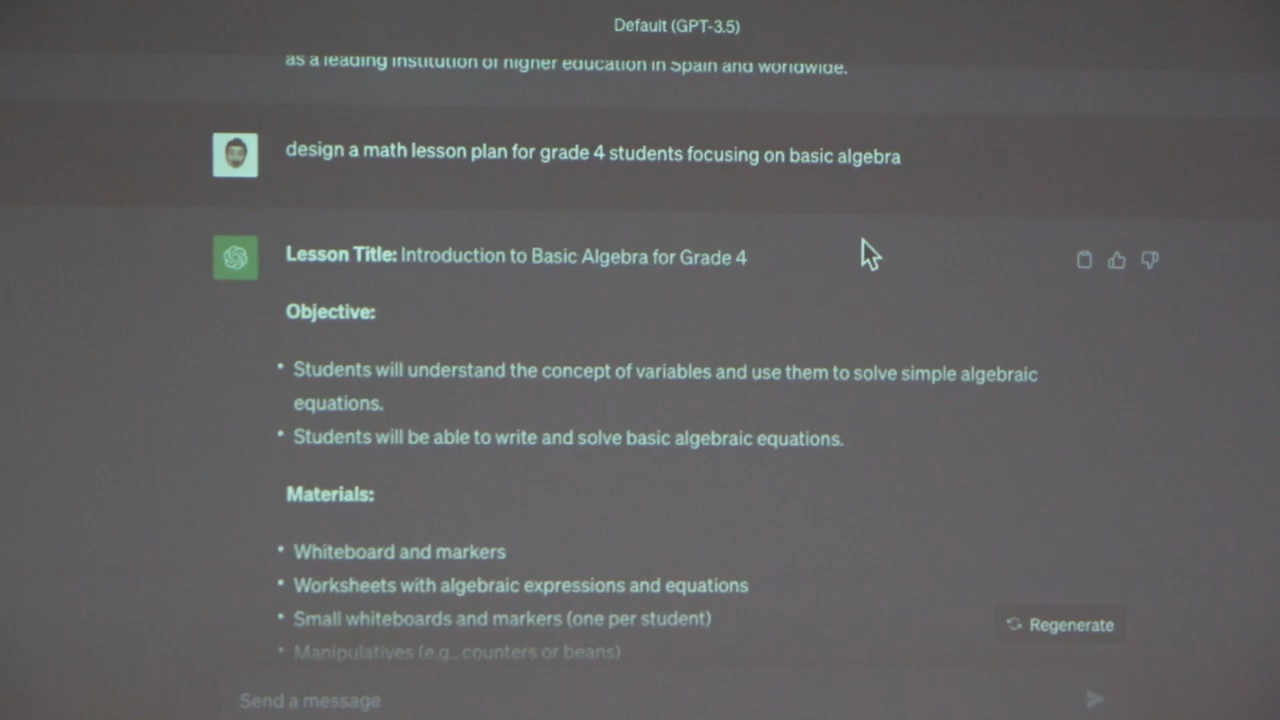 Default (GPT-3.5)
as a leading institution of higher education in Spain and worldwide.
design a math lesson plan for grade 4 students focusing on basic algebra
Lesson Title: Introduction to Basic Algebra for Grade 4
Objective:
• Students will understand the concept of variables and use them to solve simple algebraic
equations.
• Students will be able to write and solve basic algebraic equations.
Materials:
• Whiteboard and markers
• Worksheets with algebraic expressions and equations
• Small whiteboards and markers (one per student)
• Manipulatives (e.g., counters or beans)
Regenerate
Send a message